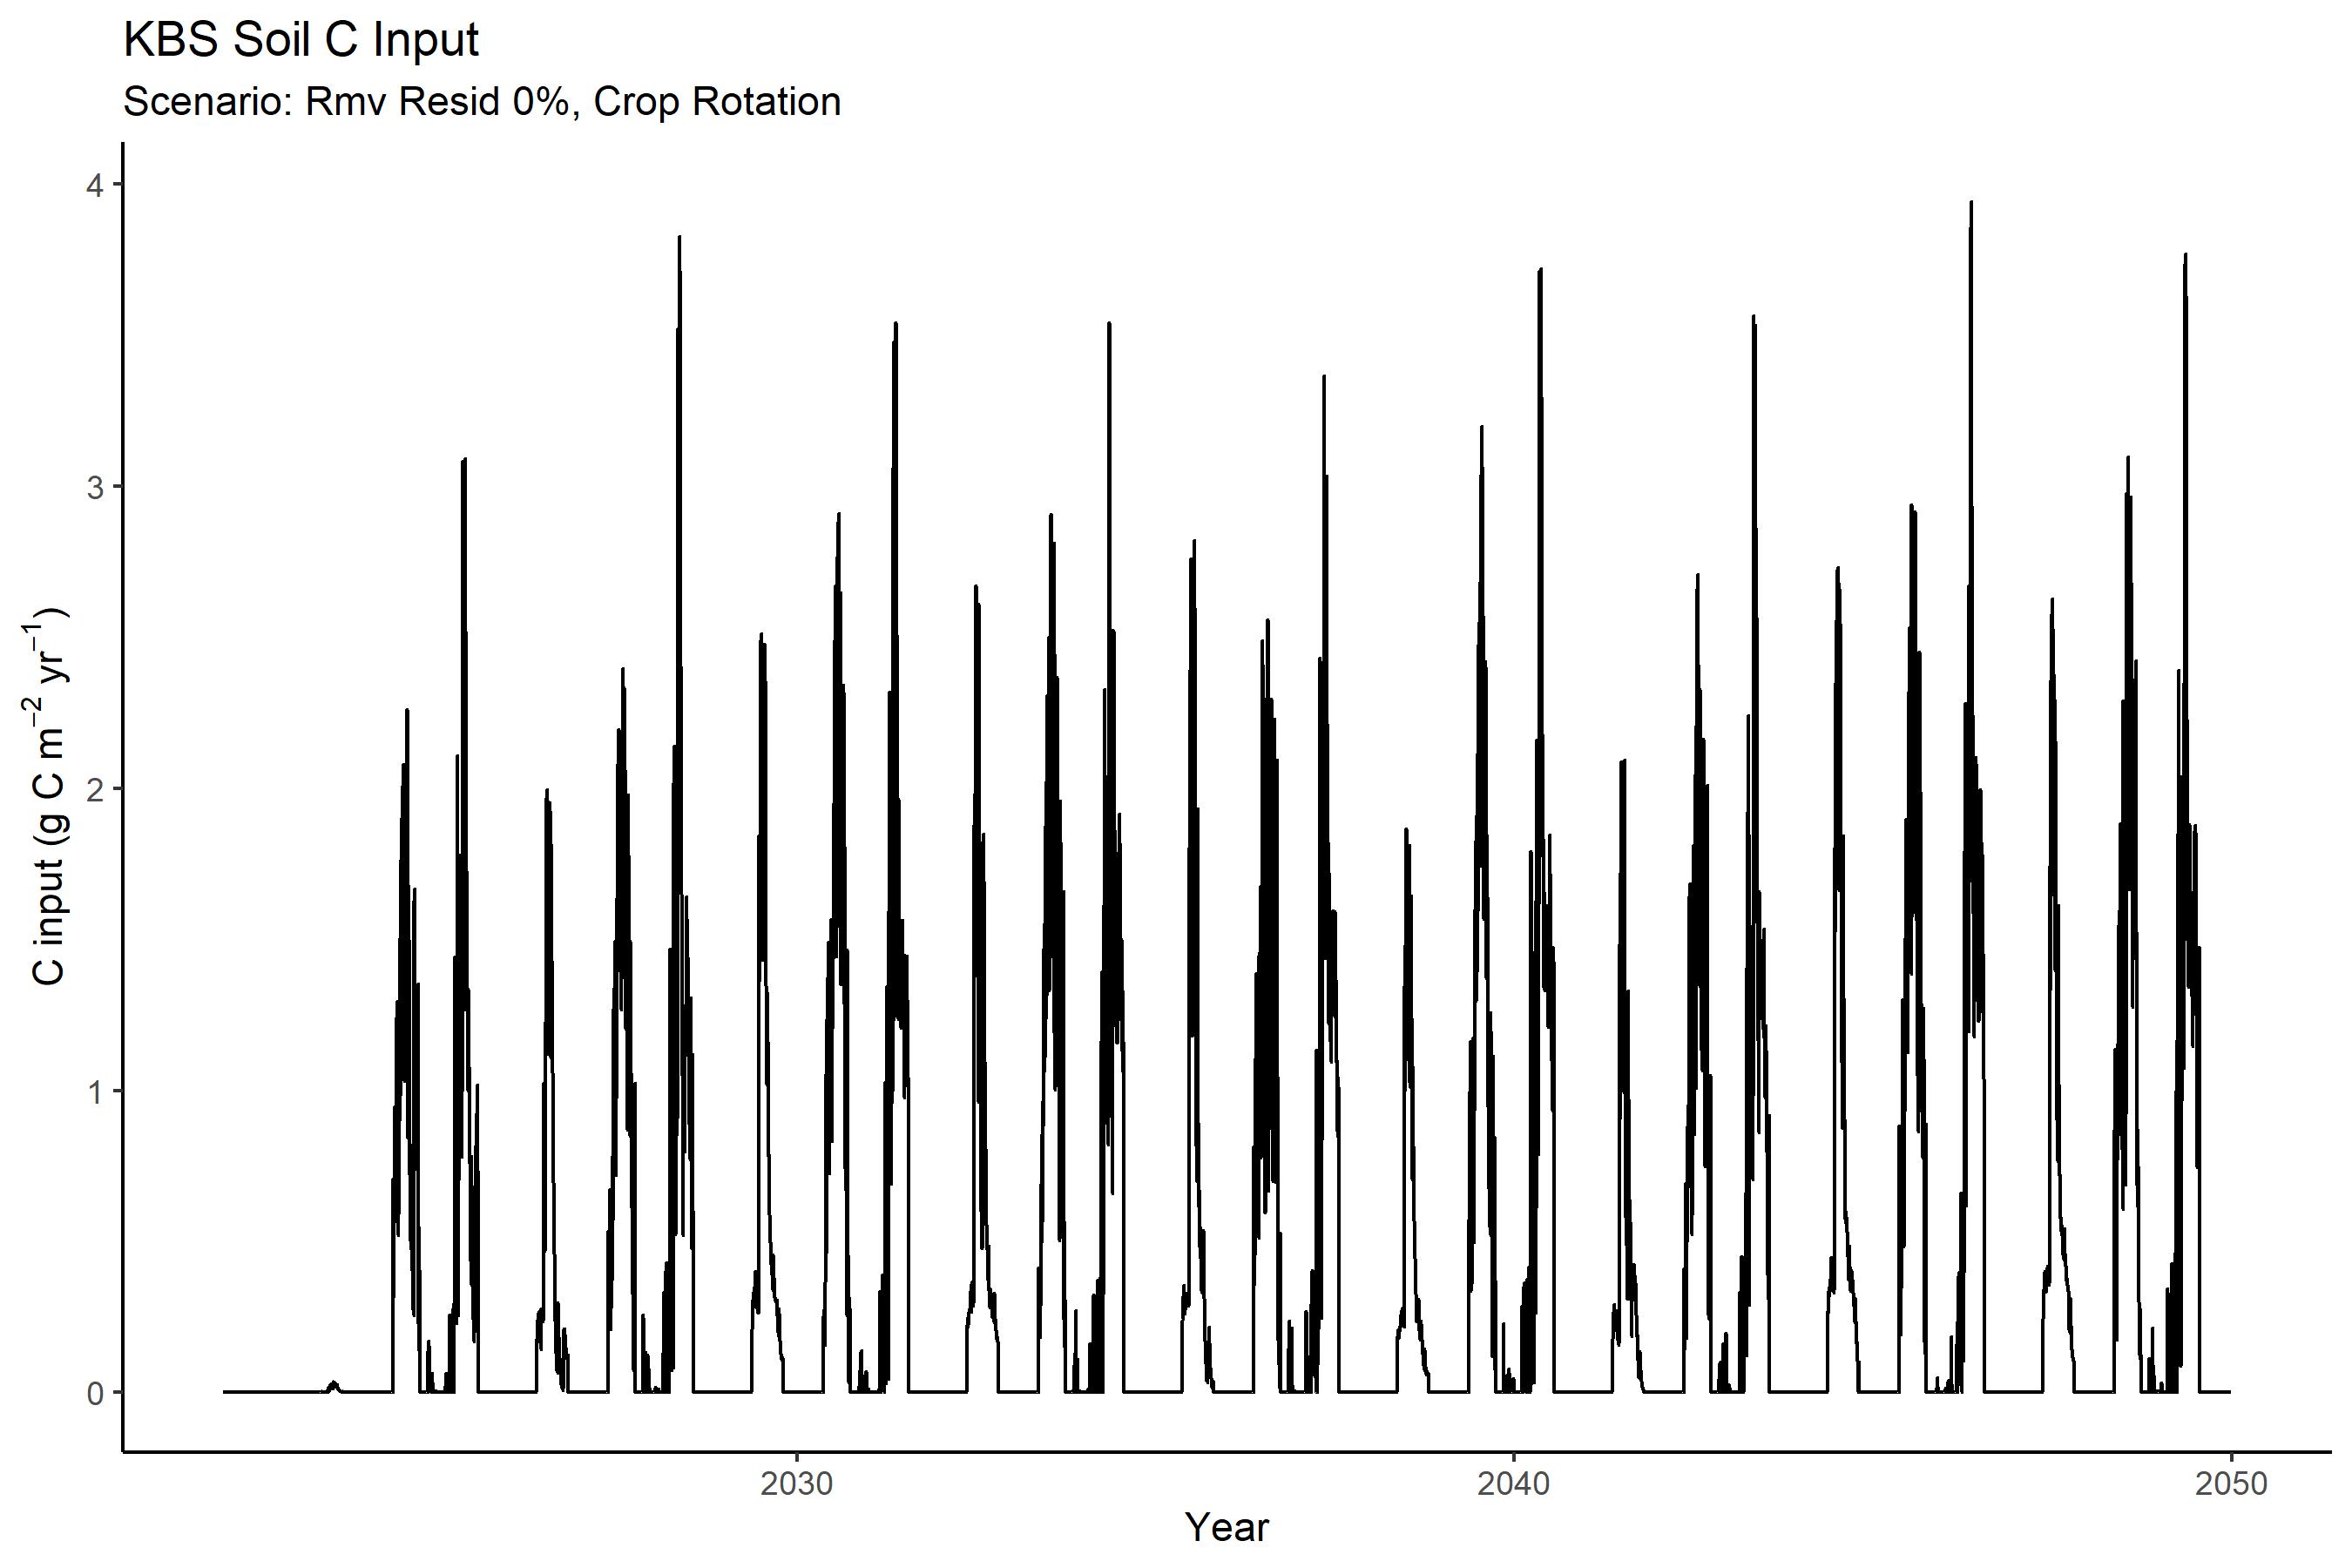 KBS Soil C Input
Scenario: Rmv Resid 0%, Crop Rotation
4
3
2
1
0
C input (g C m⁻² yr⁻¹)
2030
2040
2050
Year